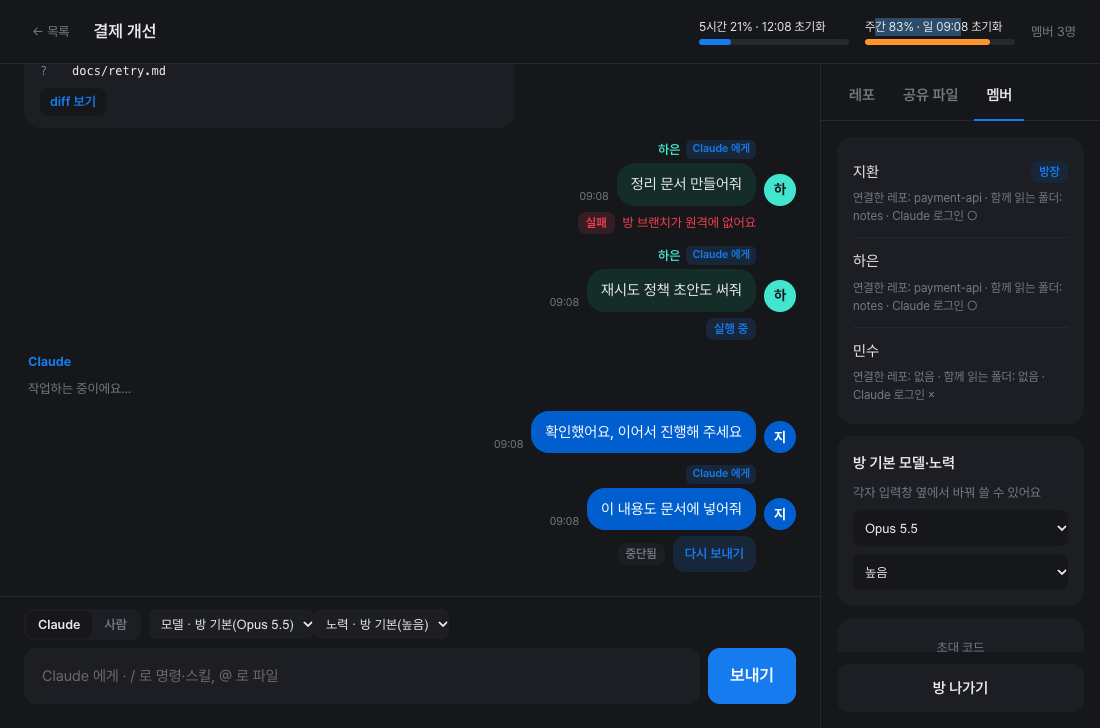 ← 목록
결제 개선
5시간 21% · 12:08 초기화
주간 83% · 일 09:08 초기화
멤버 3명
? docs/retry.md
diff 보기
하은 Claude 에게
정리 문서 만들어줘
09:08
하
실패 방 브랜치가 원격에 없어요
하은 Claude 에게
재시도 정책 초안도 써줘
09:08
하
실행 중
Claude
작업하는 중이에요…
확인했어요, 이어서 진행해 주세요
09:08
지
Claude 에게
이 내용도 문서에 넣어줘
09:08
지
중단됨 다시 보내기
Claude 사람 모델 · 방 기본(Opus 5.5) 노력 · 방 기본(높음)
Claude 에게 · / 로 명령·스킬, @ 로 파일
보내기
레포 공유 파일 멤버
지환 방장
연결한 레포: payment-api · 함께 읽는 폴더:
notes · Claude 로그인 ○
하은
연결한 레포: payment-api · 함께 읽는 폴더:
notes · Claude 로그인 ○
민수
연결한 레포: 없음 · 함께 읽는 폴더: 없음 ·
Claude 로그인 ×
방 기본 모델·노력
각자 입력창 옆에서 바꿔 쓸 수 있어요
Opus 5.5
높음
초대 코드
방 나가기